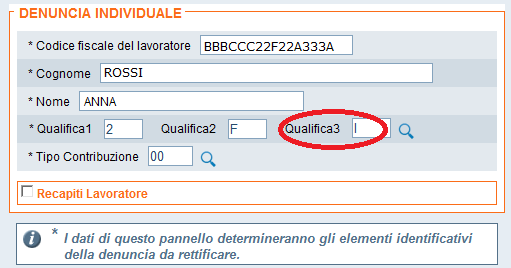 DENUNCIA INDIVIDUALE
* Codice fiscale del lavoratore BBBCCC22F22A333A
* Cognome ROSSI
* Nome ANNA
* Qualifica1 2 Qualifica2 F Qualifica3 I
* Tipo Contribuzione 00
Recapiti Lavoratore
* I dati di questo pannello determineranno gli elementi identificativi
della denuncia da rettificare.